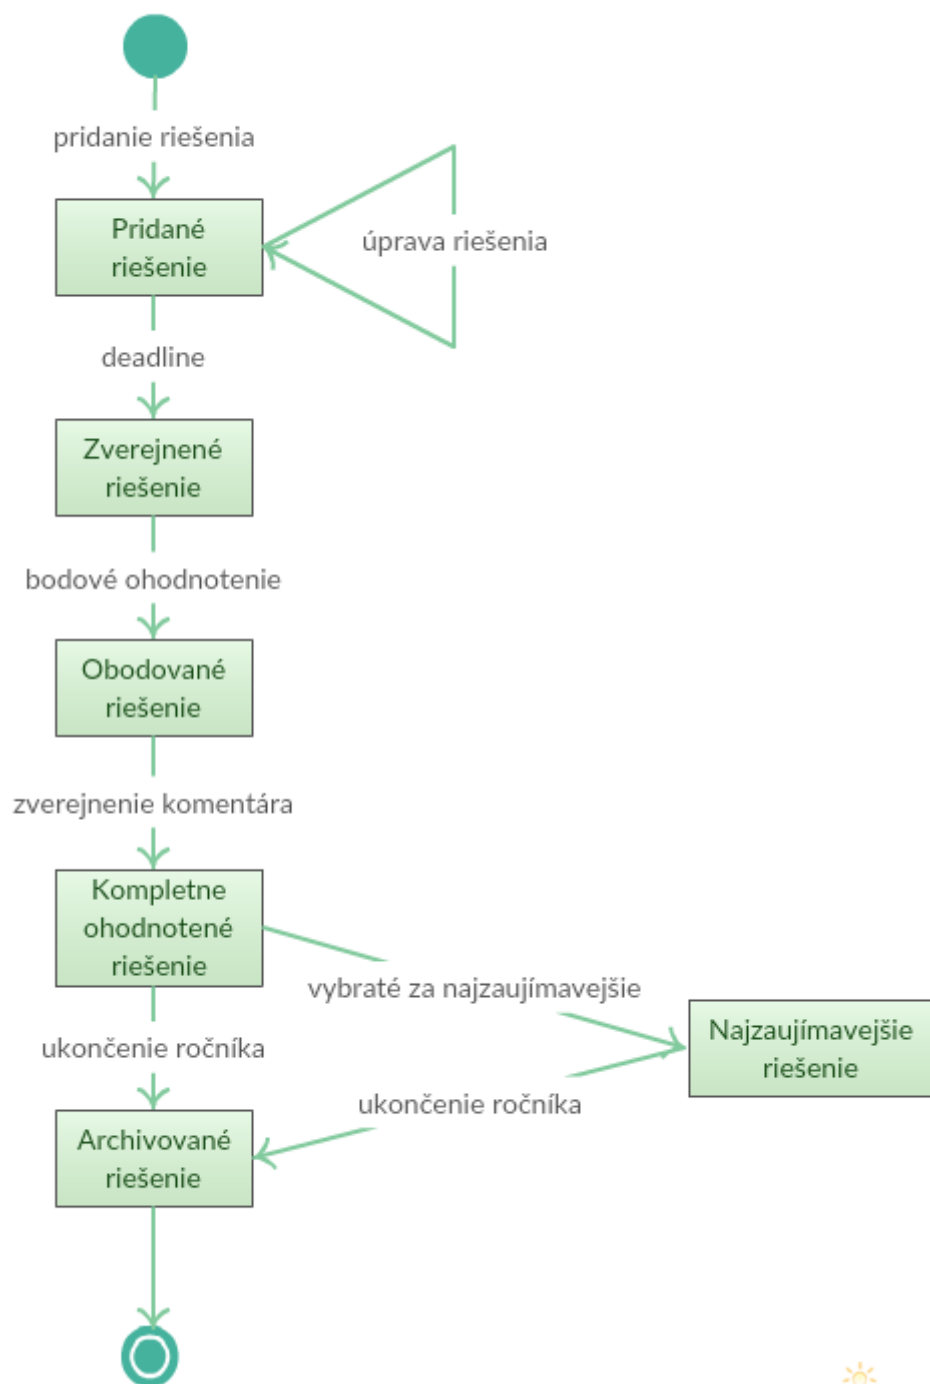 pridanie riešenia
Pridané
riešenie
úprava riešenia
deadline
Zverejnené
riešenie
bodové ohodnotenie
Obodované
riešenie
zverejnenie komentára
Kompletne
ohodnotené
riešenie
vybraté za najzaujímavejšie
Najzaujímavejšie
riešenie
ukončenie ročníka
ukončenie ročníka
Archivované
riešenie